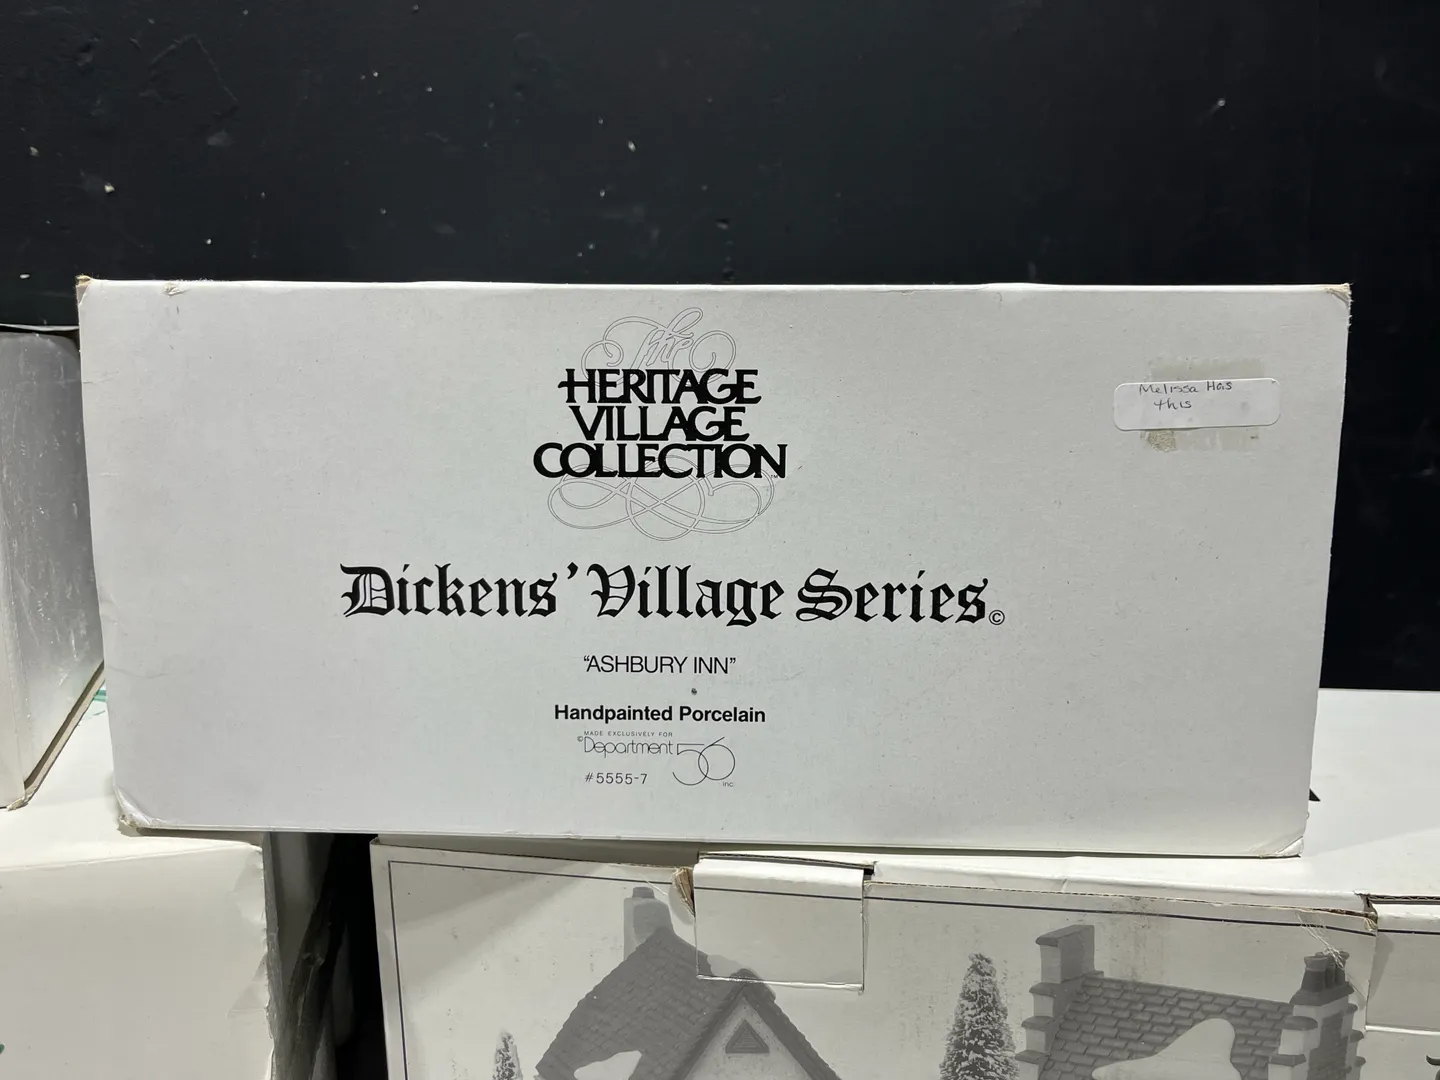 The
HERITAGE
VILLAGE
COLLECTION
Melissa Has
this
Dickens' Village Series©
"ASHBURY INN"
Handpainted Porcelain
MADE EXCLUSIVELY FOR
©Department 56
inc.
#5555-7